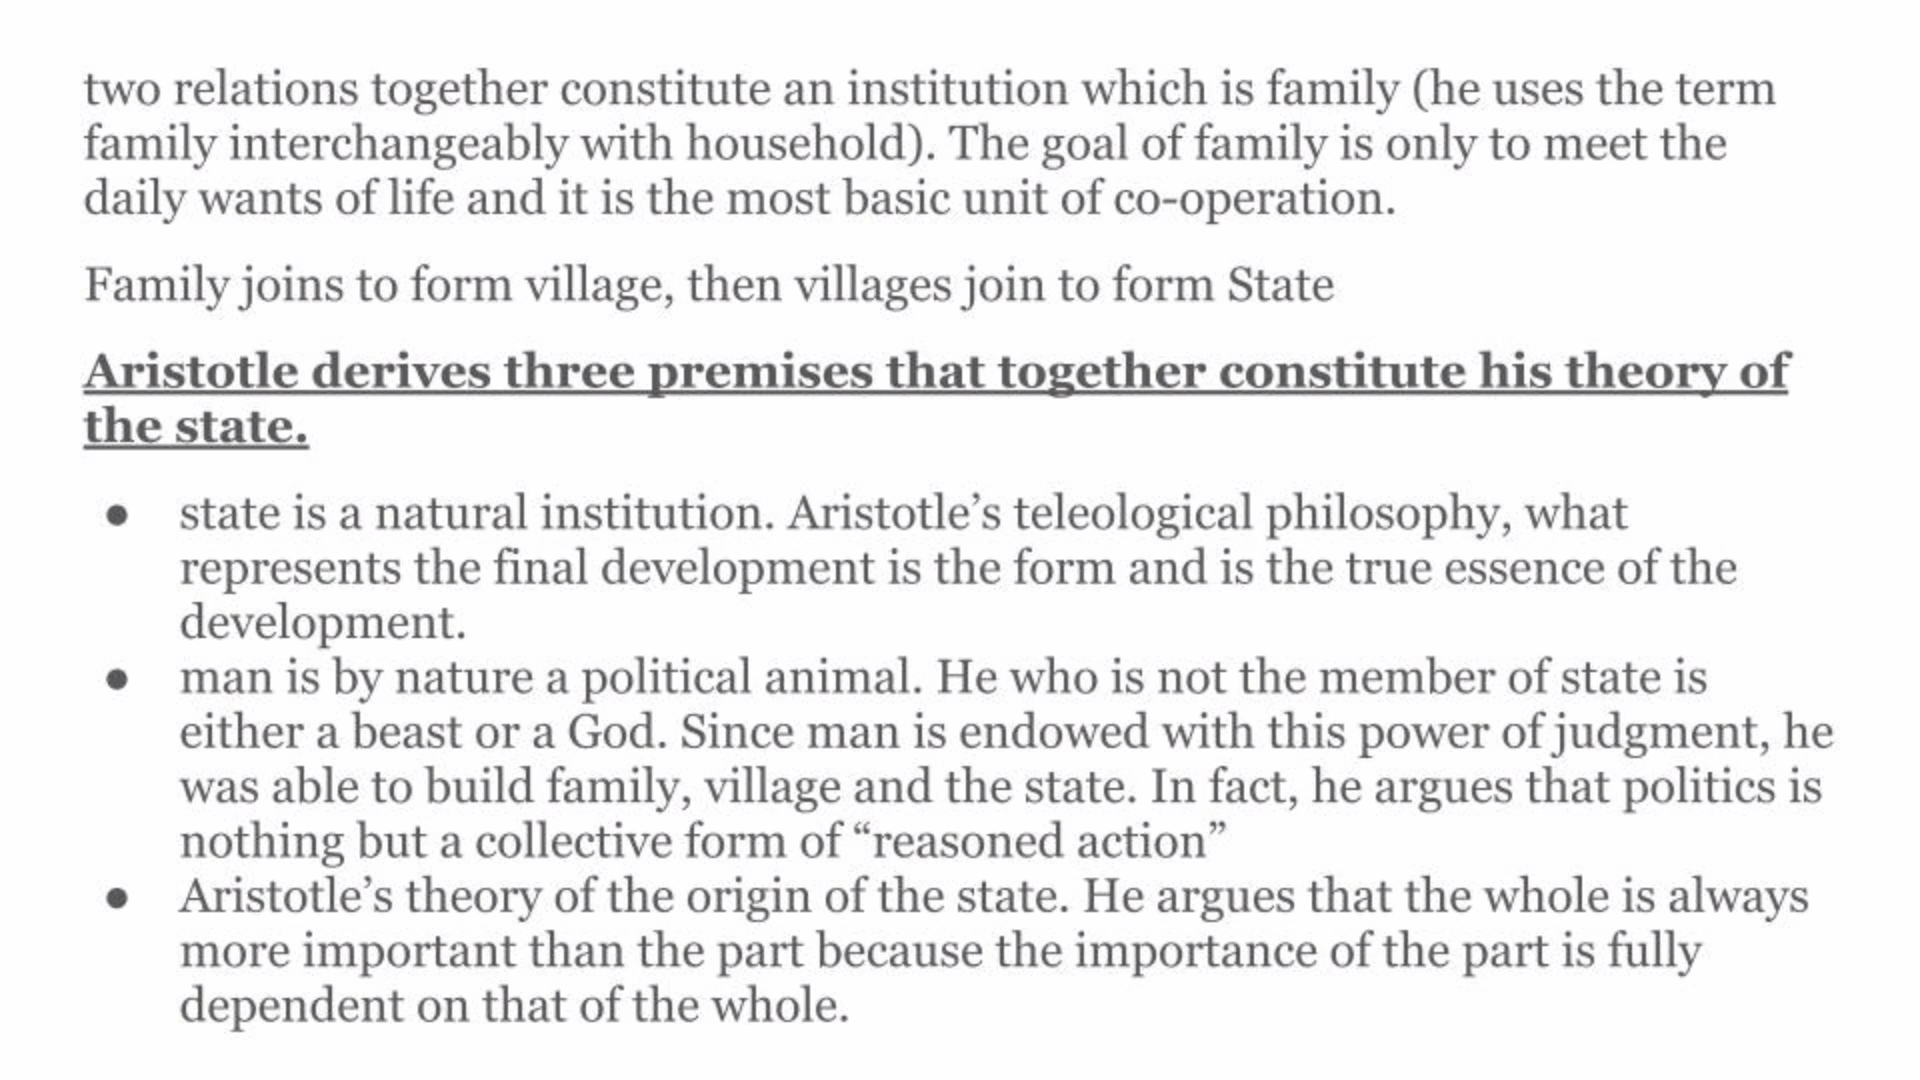 two relations together constitute an institution which is family (he uses the term
family interchangeably with household). The goal of family is only to meet the
daily wants of life and it is the most basic unit of co-operation.
Family joins to form village, then villages join to form State
Aristotle derives three premises that together constitute his theory of
the state.
● state is a natural institution. Aristotle’s teleological philosophy, what
represents the final development is the form and is the true essence of the
development.
● man is by nature a political animal. He who is not the member of state is
either a beast or a God. Since man is endowed with this power of judgment, he
was able to build family, village and the state. In fact, he argues that politics is
nothing but a collective form of “reasoned action”
● Aristotle’s theory of the origin of the state. He argues that the whole is always
more important than the part because the importance of the part is fully
dependent on that of the whole.